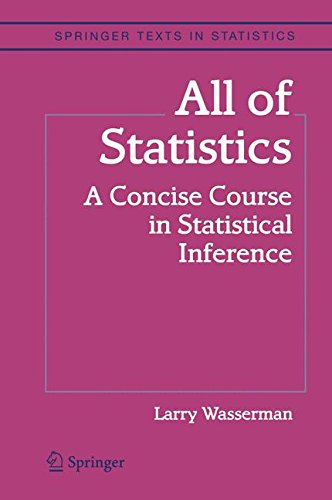 SPRINGER TEXTS IN STATISTICS
All of
Statistics
A Concise Course
in Statistical
Inference
Larry Wasserman
Springer